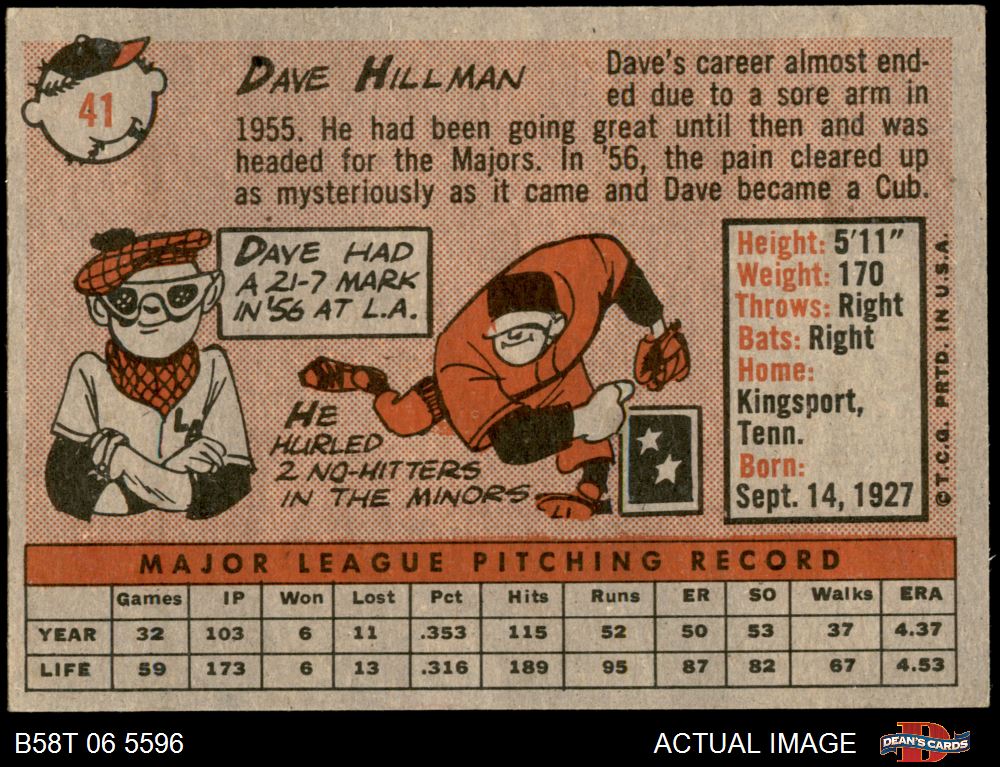 41
DAVE HILLMAN
Dave's career almost end-
ed due to a sore arm in
1955. He had been going great until then and was
headed for the Majors. In '56, the pain cleared up
as mysteriously as it came and Dave became a Cub.
DAVE HAD
A 21-7 MARK
IN '56 AT L.A.
LA
HE
HURLED
2 NO-HITTERS
IN THE MINORS
Height: 5'11"
Weight: 170
Throws: Right
Bats: Right
Home:
Kingsport,
Tenn.
Born:
Sept. 14, 1927
© T.C.G. PRTD. IN U.S.A.
MAJOR LEAGUE PITCHING RECORD
Games IP Won Lost Pct Hits Runs ER SO Walks ERA
YEAR 32 103 6 11 .353 115 52 50 53 37 4.37
LIFE 59 173 6 13 .316 189 95 87 82 67 4.53
B58T 06 5596
ACTUAL IMAGE
D
DEAN'S CARDS